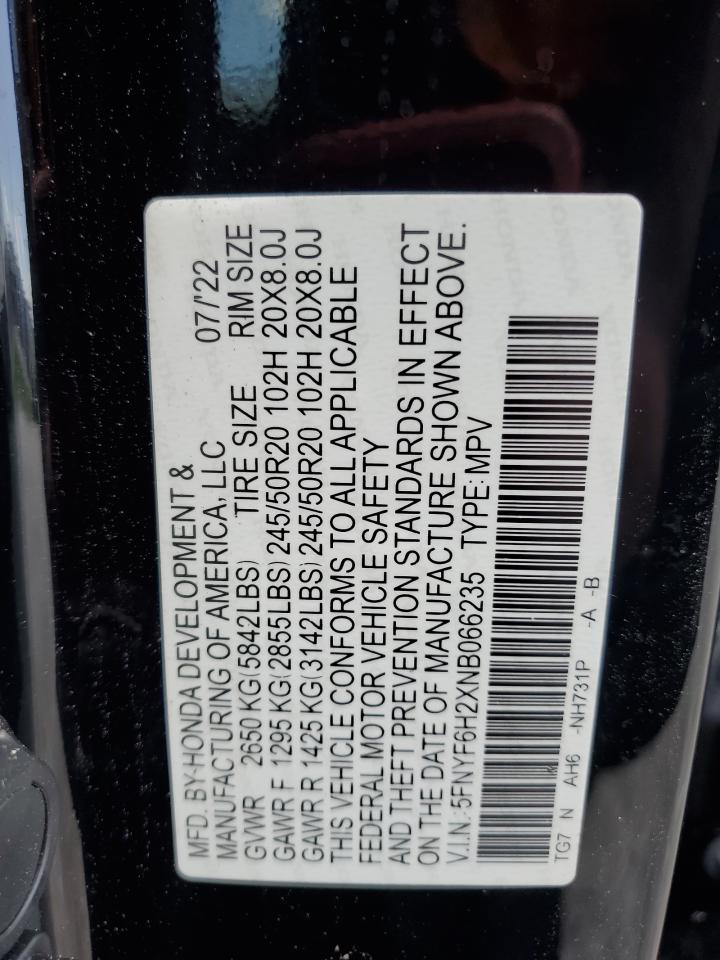 MFD. BY-HONDA DEVELOPMENT &
MANUFACTURING OF AMERICA, LLC 07/'22
GVWR 2650 KG(5842LBS) TIRE SIZE RIM SIZE
GAWR F 1295 KG(2855LBS) 245/50R20 102H 20X8.0J
GAWR R 1425 KG(3142LBS) 245/50R20 102H 20X8.0J
THIS VEHICLE CONFORMS TO ALL APPLICABLE
FEDERAL MOTOR VEHICLE SAFETY
AND THEFT PREVENTION STANDARDS IN EFFECT
ON THE DATE OF MANUFACTURE SHOWN ABOVE.
V.I.N.:5FNYF6H2XNB066235 TYPE:MPV
TG7 N AH6 -NH731P -A -B